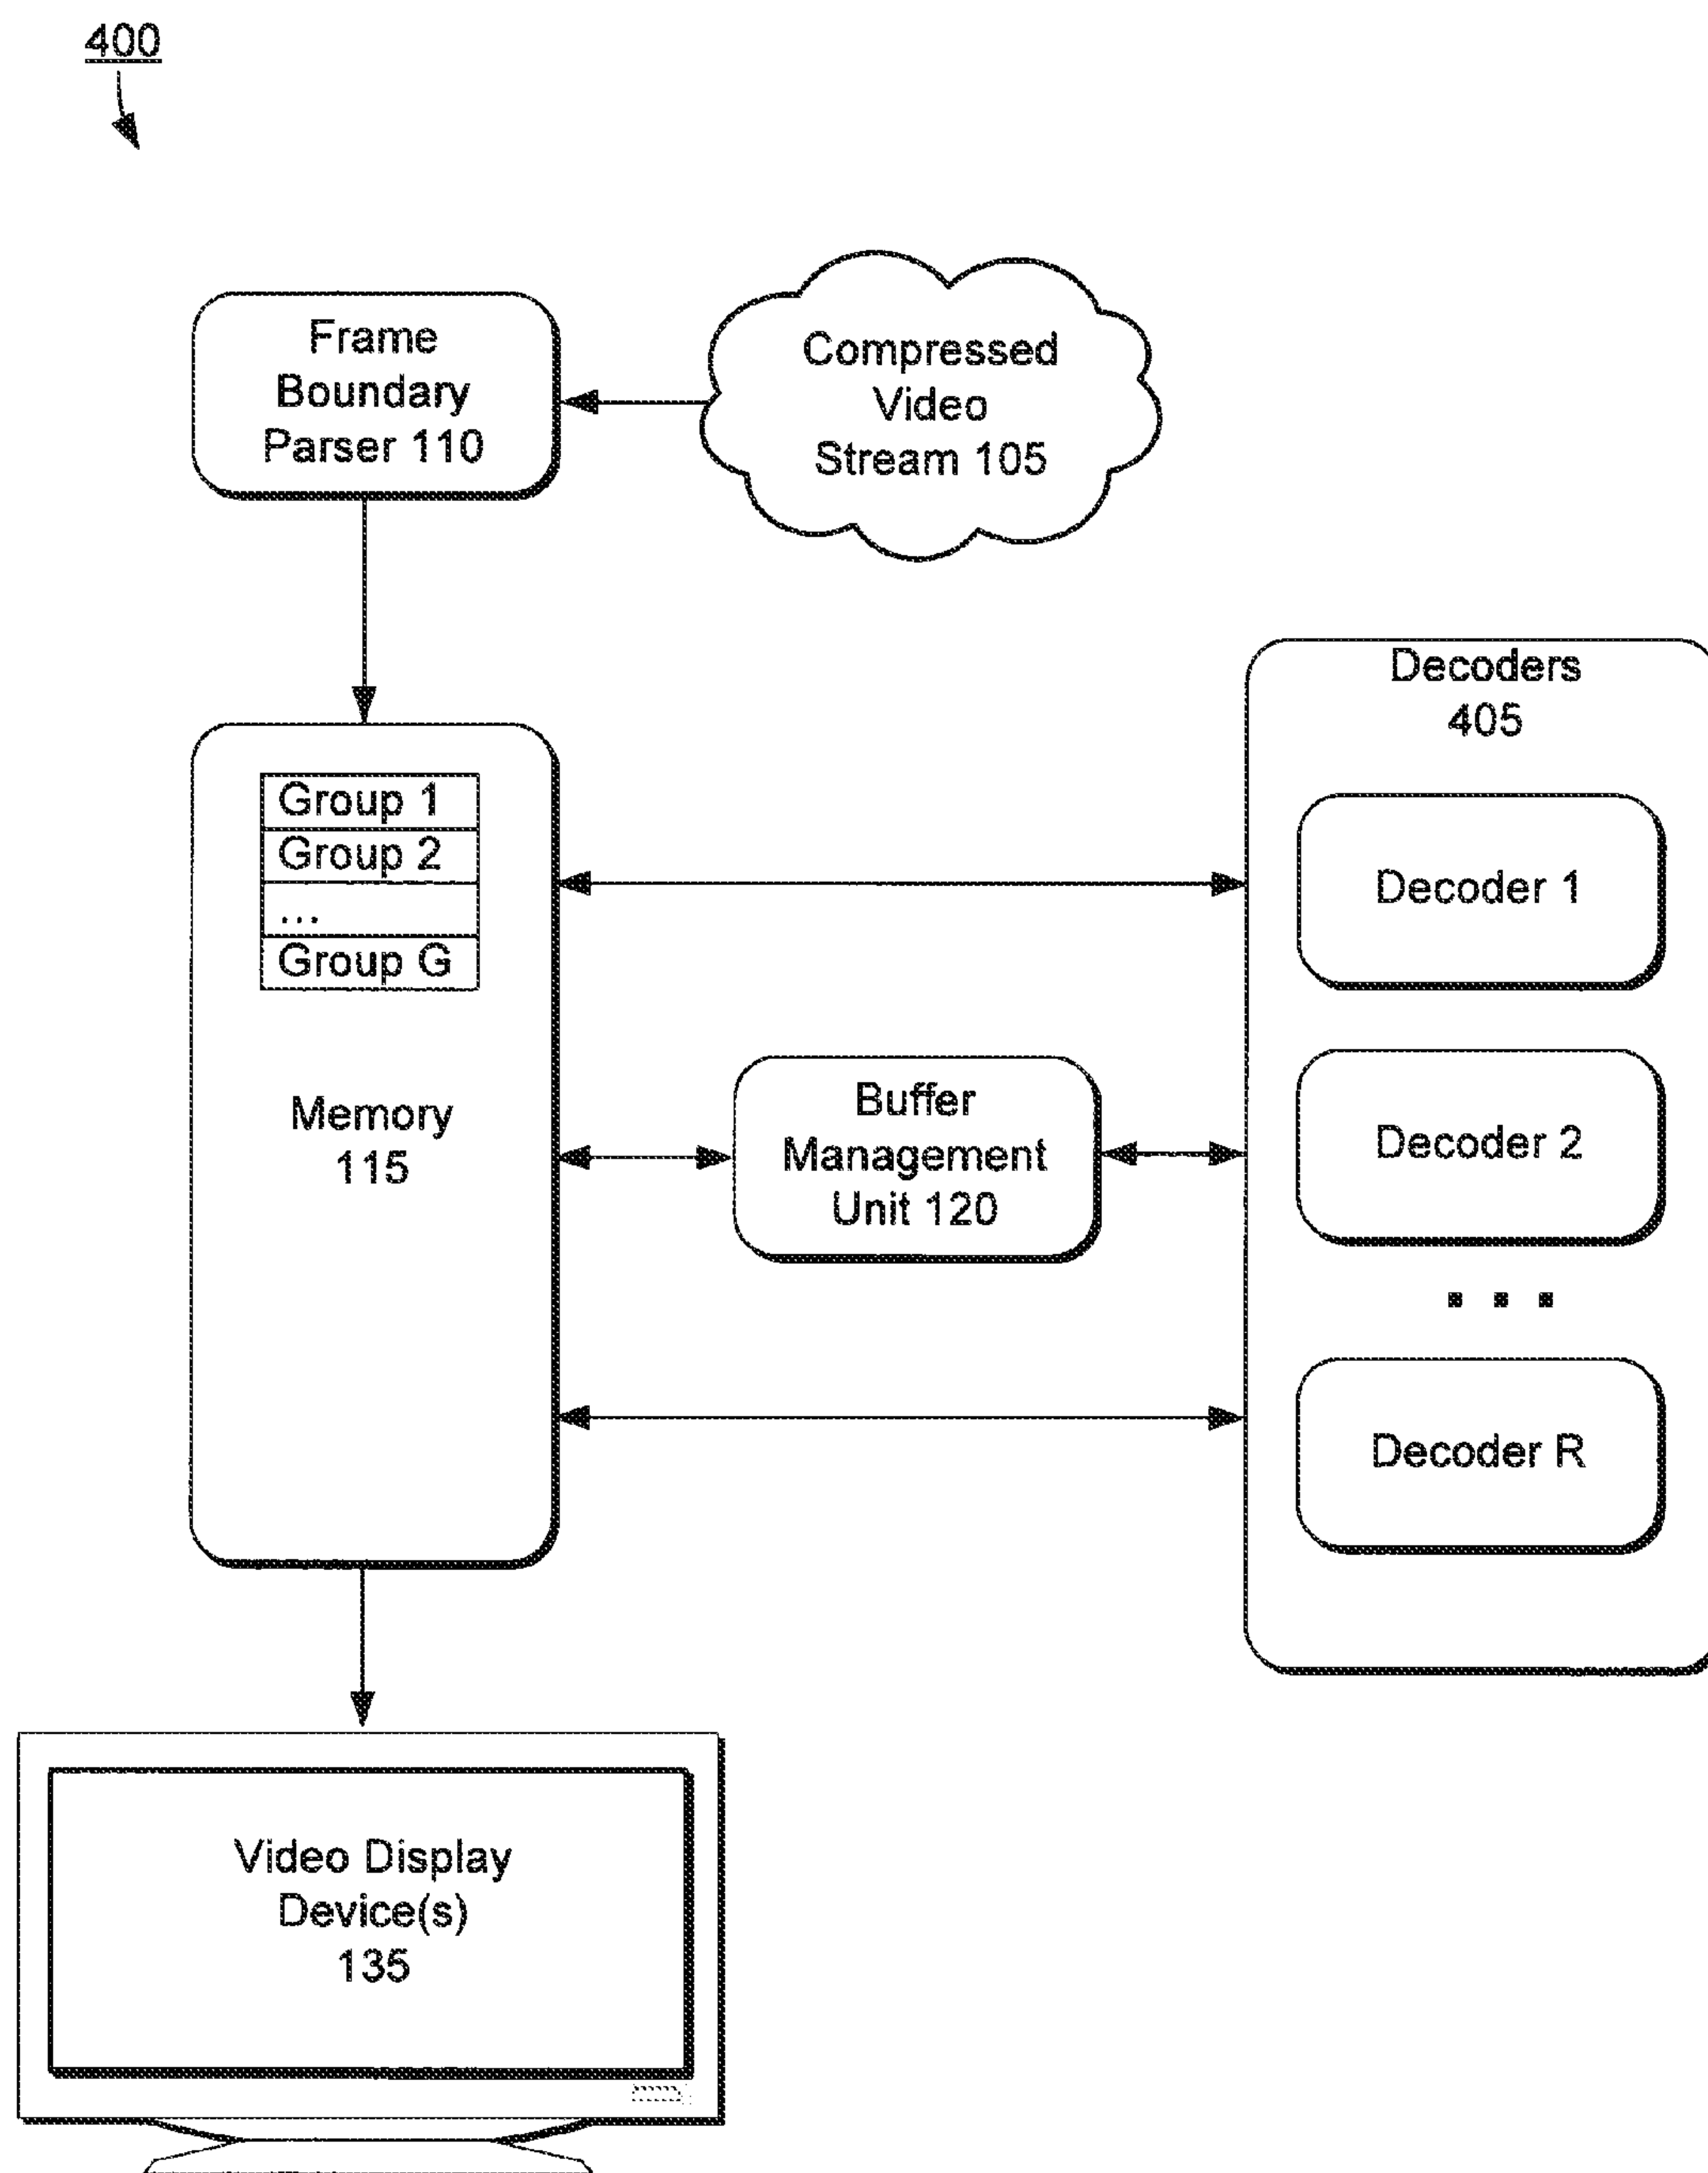 400
Frame
Boundary
Parser 110
Compressed
Video
Stream 105
Decoders
405
Group 1
Group 2
...
Group G
Decoder 1
Memory
115
Buffer
Management
Unit 120
Decoder 2
...
Decoder R
Video Display
Device(s)
135